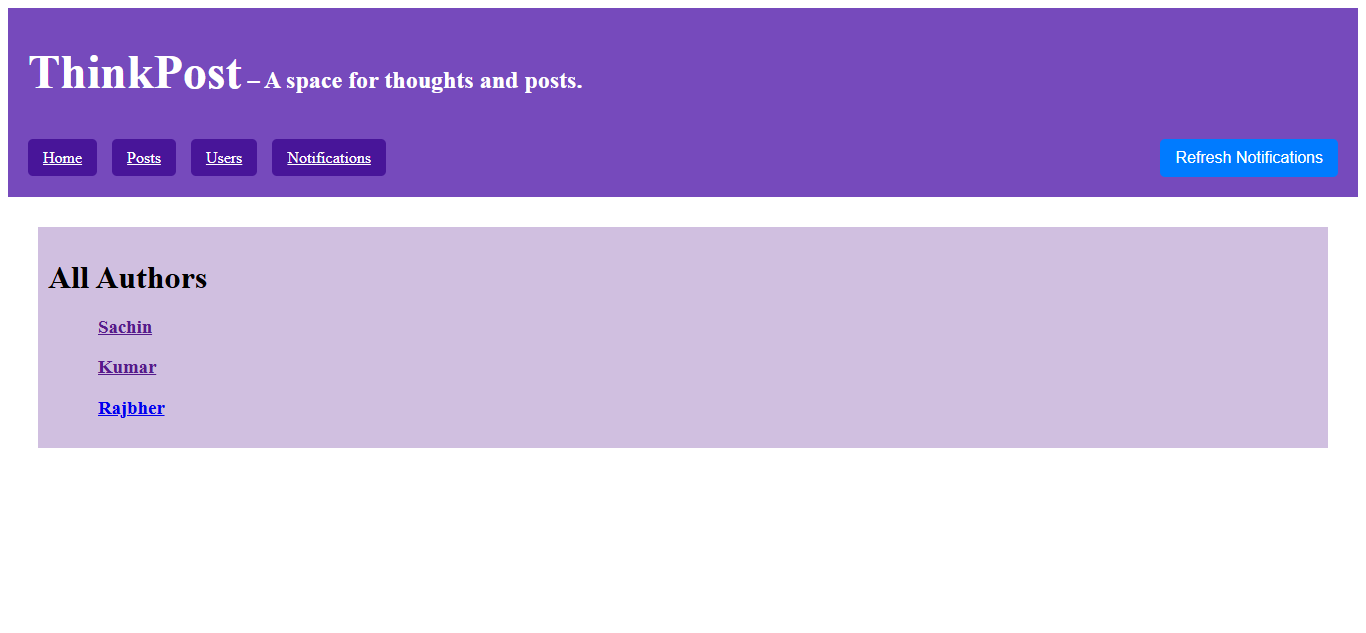 ThinkPost – A space for thoughts and posts.
Home Posts Users Notifications Refresh Notifications
All Authors
Sachin
Kumar
Rajbher